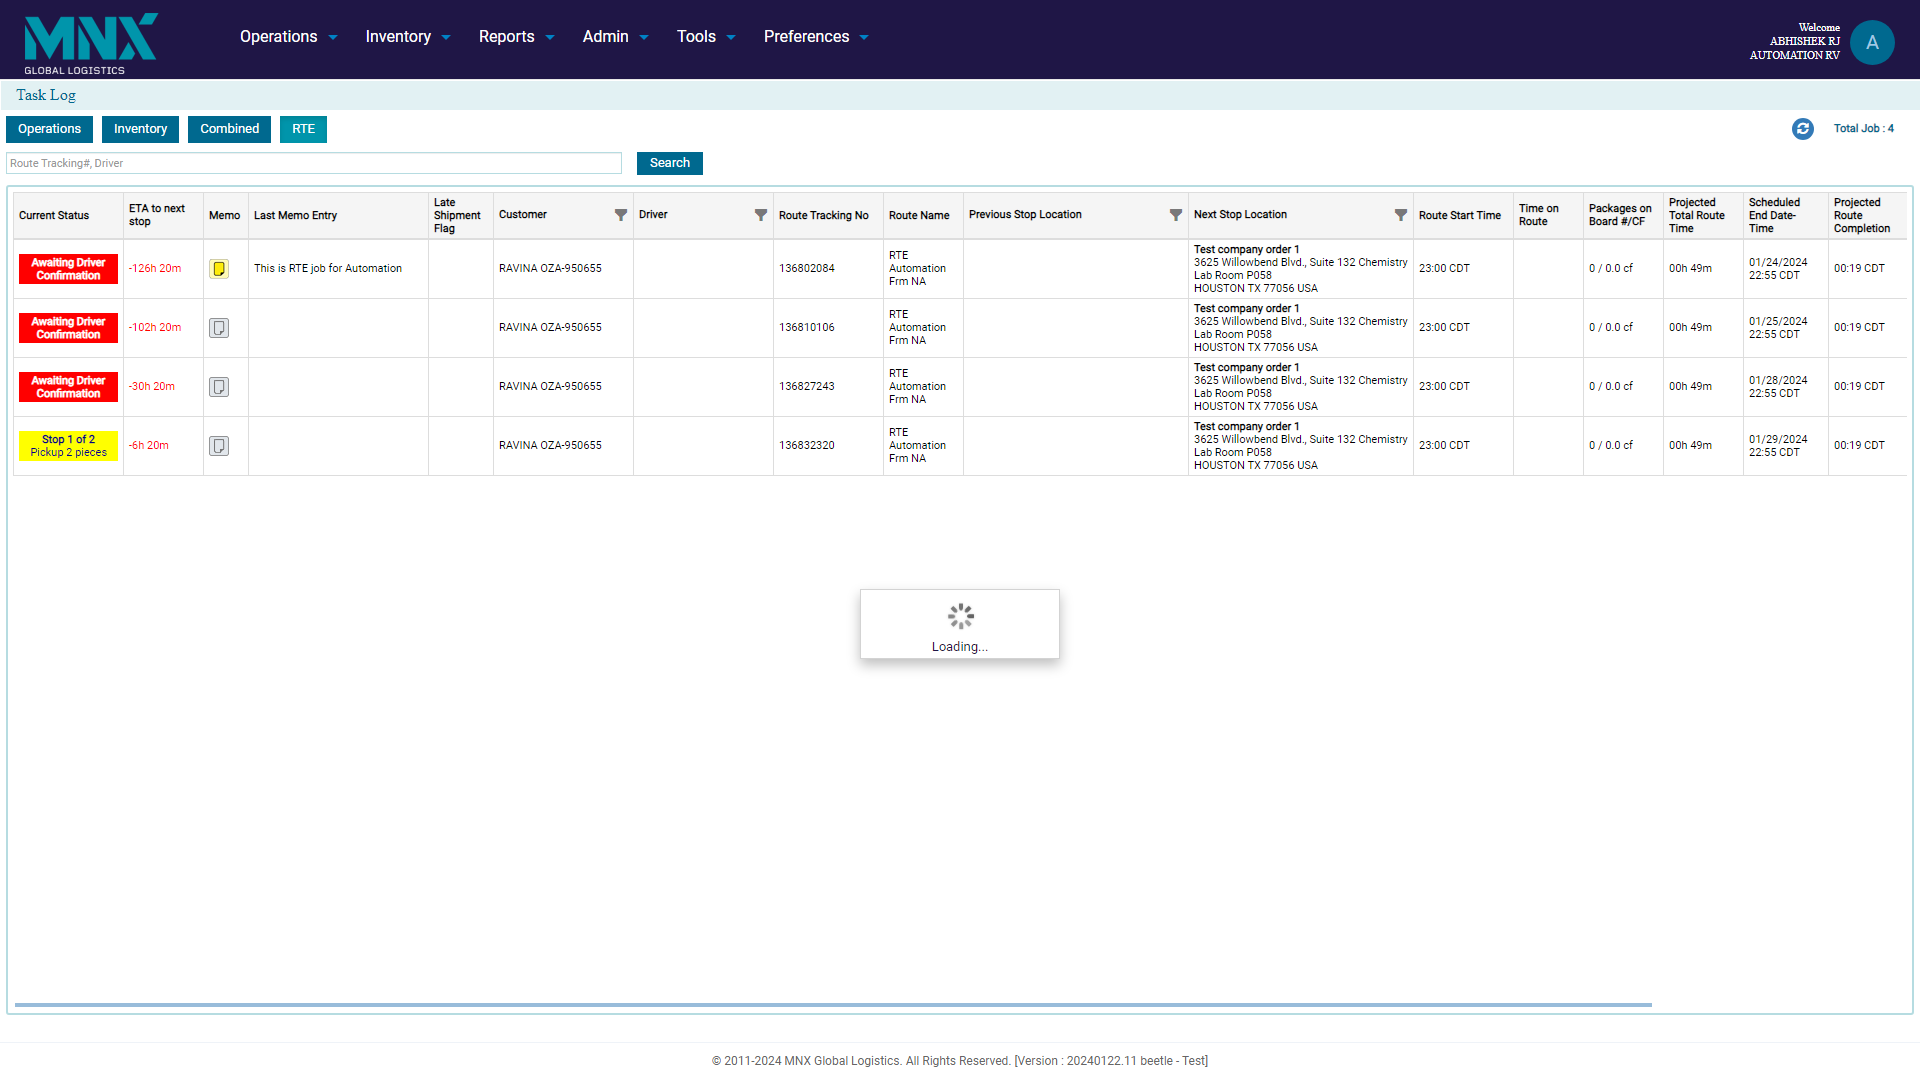 MNX
GLOBAL LOGISTICS
Operations
Inventory
Reports
Admin
Tools
Preferences
Welcome
ABHISHEK RJ
AUTOMATION RV
A
Task Log
Operations
Inventory
Combined
RTE
Total Job : 4
Route Tracking#, Driver
Search
Current Status
ETA to next
stop
Memo
Last Memo Entry
Late
Shipment
Flag
Customer
Driver
Route Tracking No
Route Name
Previous Stop Location
Next Stop Location
Route Start Time
Time on
Route
Packages on
Board #/CF
Projected
Total Route
Time
Scheduled
End Date-
Time
Projected
Route
Completion
Awaiting Driver
Confirmation
-126h 20m
This is RTE job for Automation
RAVINA OZA-950655
136802084
RTE
Automation
Frm NA
Test company order 1
3625 Willowbend Blvd., Suite 132 Chemistry
Lab Room P058
HOUSTON TX 77056 USA
23:00 CDT
0 / 0.0 cf
00h 49m
01/24/2024
22:55 CDT
00:19 CDT
Awaiting Driver
Confirmation
-102h 20m
RAVINA OZA-950655
136810106
RTE
Automation
Frm NA
Test company order 1
3625 Willowbend Blvd., Suite 132 Chemistry
Lab Room P058
HOUSTON TX 77056 USA
23:00 CDT
0 / 0.0 cf
00h 49m
01/25/2024
22:55 CDT
00:19 CDT
Awaiting Driver
Confirmation
-30h 20m
RAVINA OZA-950655
136827243
RTE
Automation
Frm NA
Test company order 1
3625 Willowbend Blvd., Suite 132 Chemistry
Lab Room P058
HOUSTON TX 77056 USA
23:00 CDT
0 / 0.0 cf
00h 49m
01/28/2024
22:55 CDT
00:19 CDT
Stop 1 of 2
Pickup 2 pieces
-6h 20m
RAVINA OZA-950655
136832320
RTE
Automation
Frm NA
Test company order 1
3625 Willowbend Blvd., Suite 132 Chemistry
Lab Room P058
HOUSTON TX 77056 USA
23:00 CDT
0 / 0.0 cf
00h 49m
01/29/2024
22:55 CDT
00:19 CDT
Loading...
© 2011-2024 MNX Global Logistics. All Rights Reserved. [Version : 20240122.11 beetle - Test]